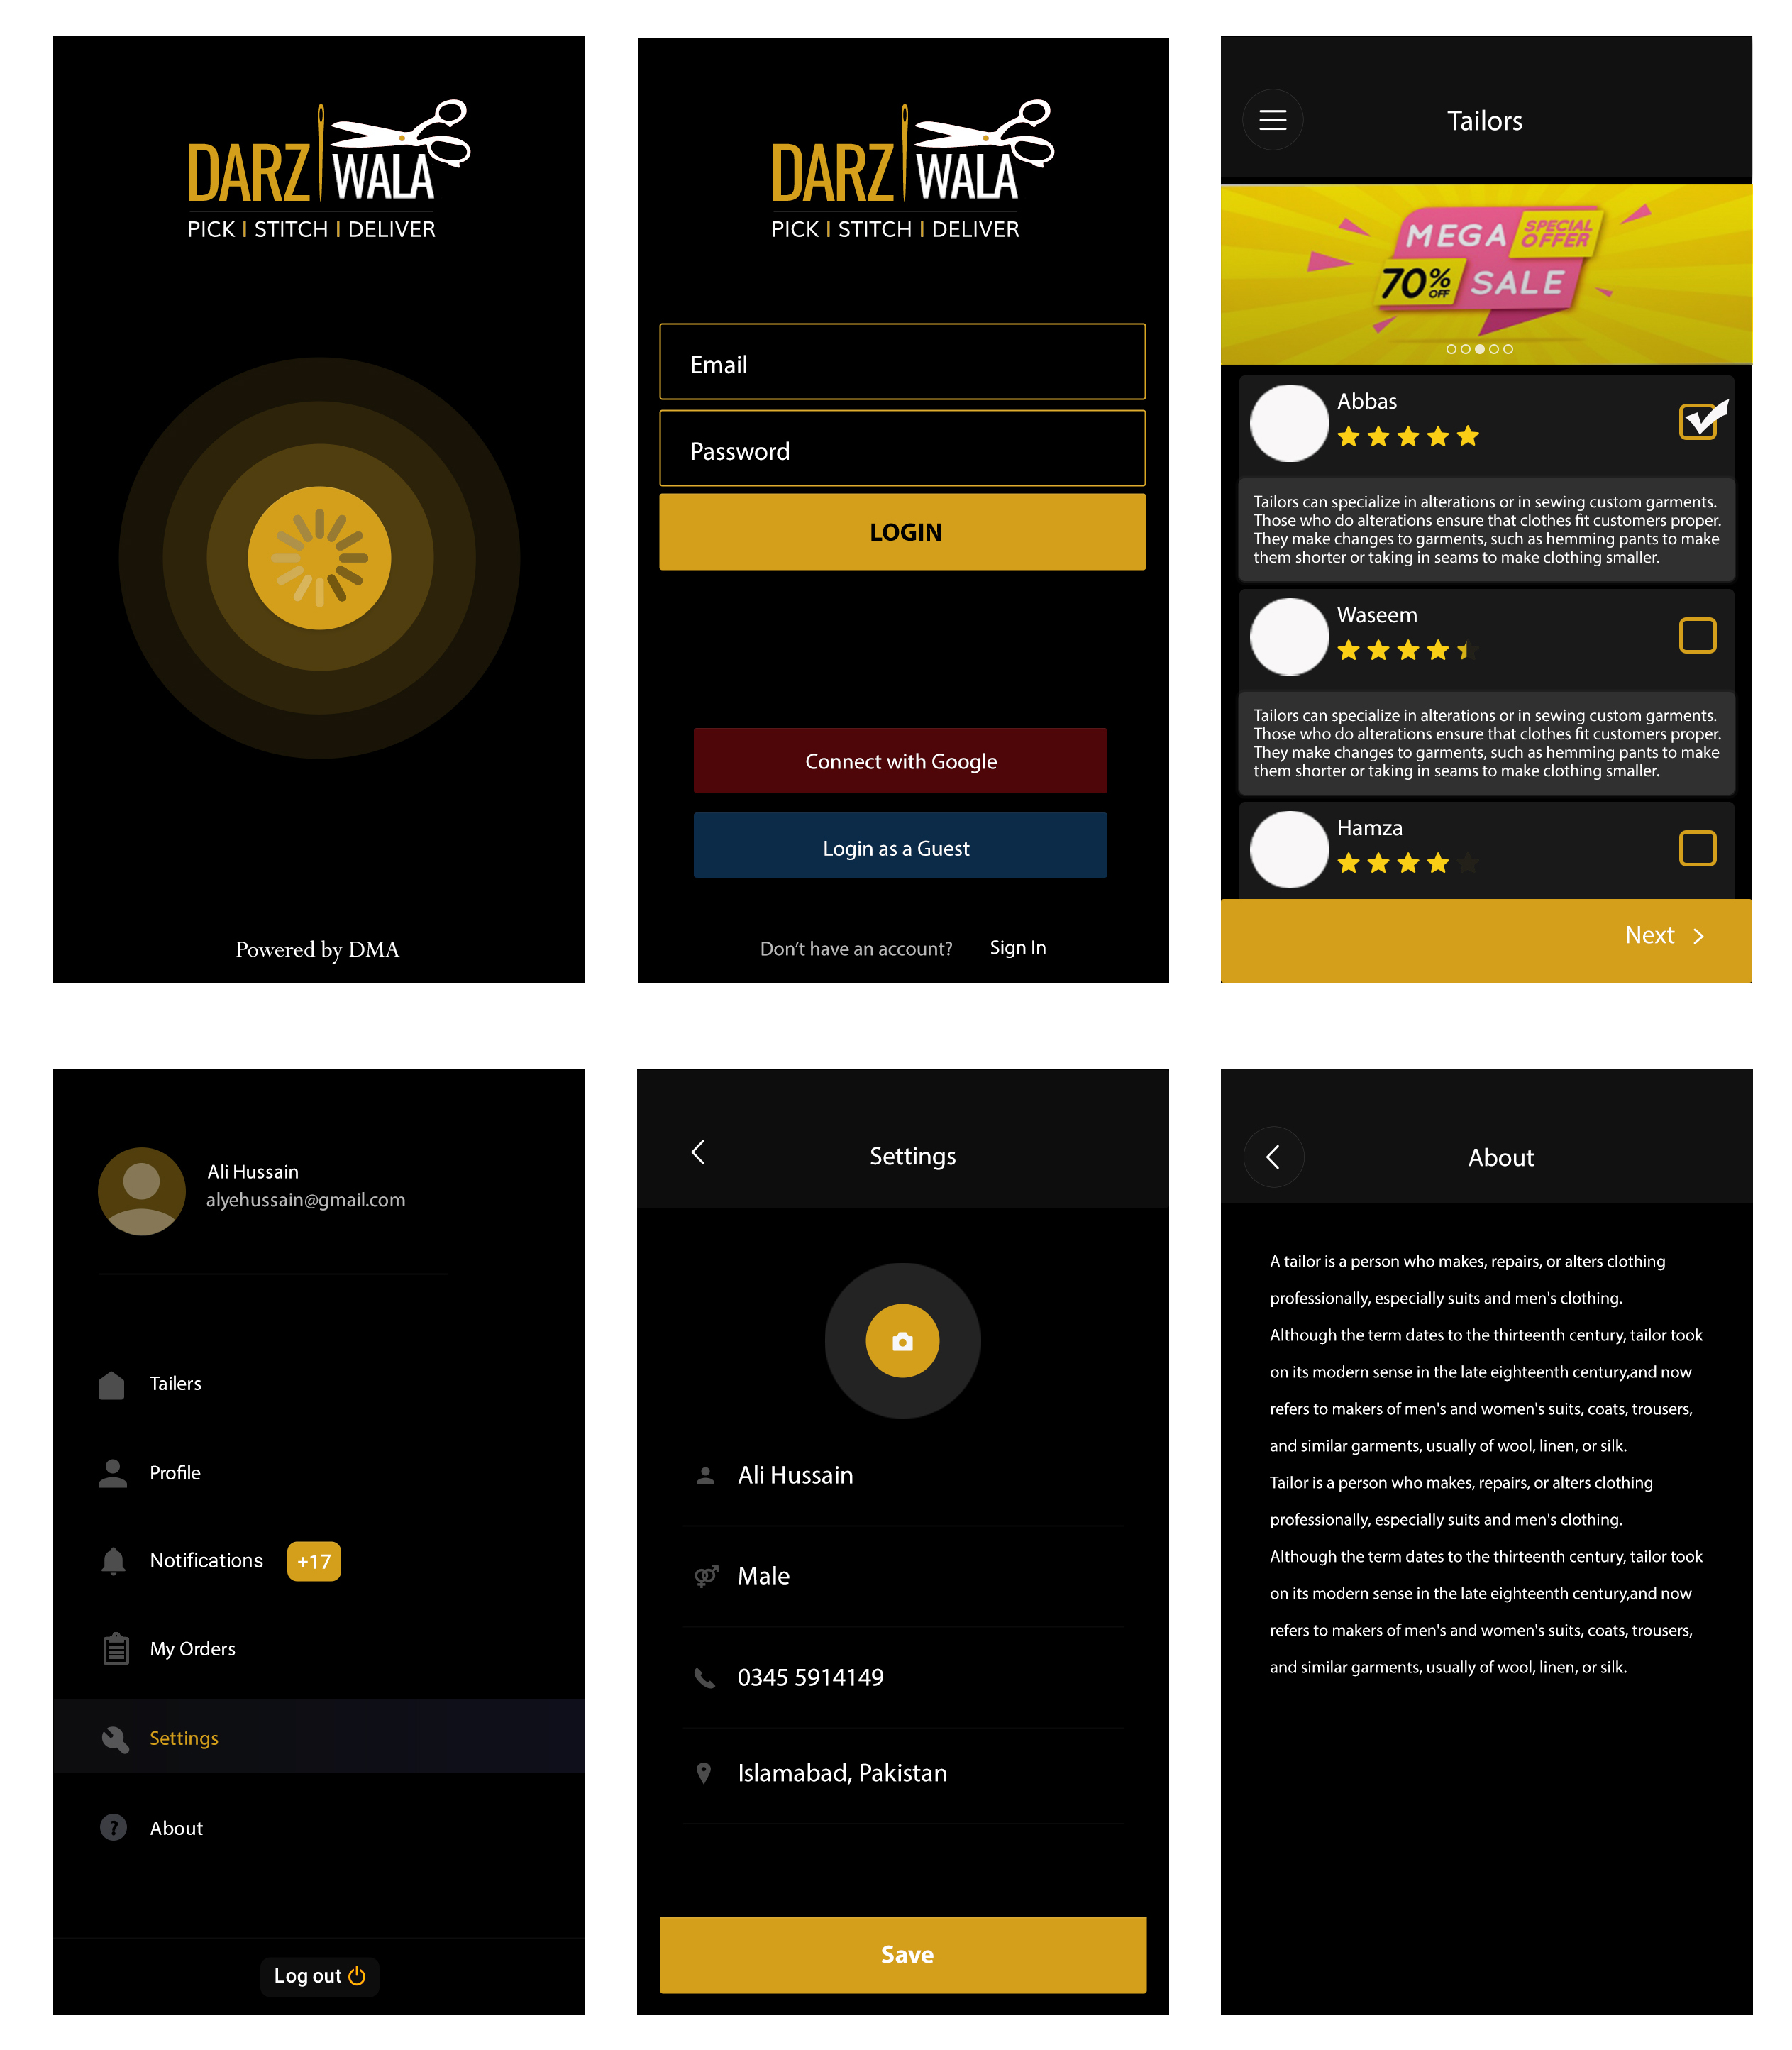 DARZ WALA
PICK I STITCH I DELIVER
Powered by DMA
DARZ WALA
PICK I STITCH I DELIVER
Email
Password
LOGIN
Connect with Google
Login as a Guest
Don't have an account? Sign In
Tailors
MEGA SPECIAL OFFER
70% OFF SALE
Abbas
Tailors can specialize in alterations or in sewing custom garments.
Those who do alterations ensure that clothes fit customers proper.
They make changes to garments, such as hemming pants to make
them shorter or taking in seams to make clothing smaller.
Waseem
Tailors can specialize in alterations or in sewing custom garments.
Those who do alterations ensure that clothes fit customers proper.
They make changes to garments, such as hemming pants to make
them shorter or taking in seams to make clothing smaller.
Hamza
Next
Ali Hussain
alyehussain@gmail.com
Tailers
Profile
Notifications +17
My Orders
Settings
About
Log out
Settings
Ali Hussain
Male
0345 5914149
Islamabad, Pakistan
Save
About
A tailor is a person who makes, repairs, or alters clothing
professionally, especially suits and men's clothing.
Although the term dates to the thirteenth century, tailor took
on its modern sense in the late eighteenth century,and now
refers to makers of men's and women's suits, coats, trousers,
and similar garments, usually of wool, linen, or silk.
Tailor is a person who makes, repairs, or alters clothing
professionally, especially suits and men's clothing.
Although the term dates to the thirteenth century, tailor took
on its modern sense in the late eighteenth century,and now
refers to makers of men's and women's suits, coats, trousers,
and similar garments, usually of wool, linen, or silk.